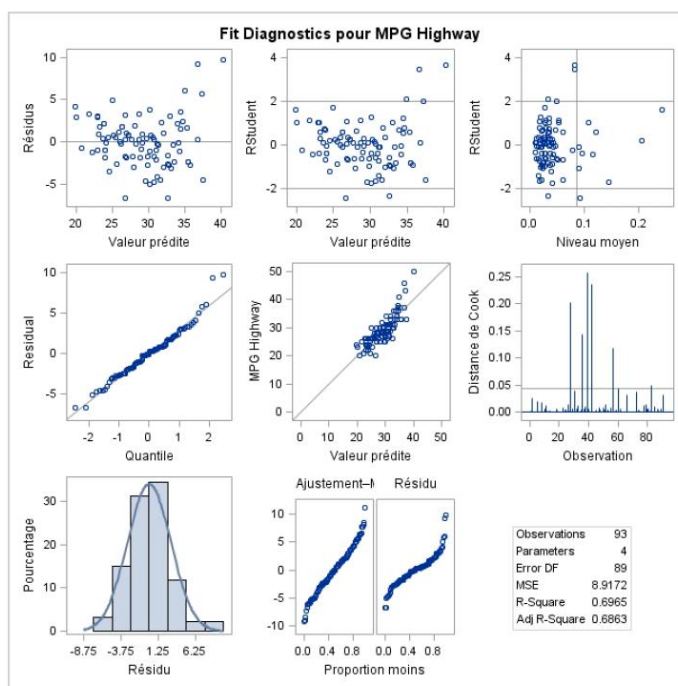 Fit Diagnostics pour MPG Highway
Résidus
10
5
0
-5
20 25 30 35 40
Valeur prédite
RStudent
4
2
0
-2
20 25 30 35 40
Valeur prédite
RStudent
4
2
0
-2
0.0 0.1 0.2
Niveau moyen
Residual
10
5
0
-5
-2 -1 0 1 2
Quantile
MPG Highway
50
40
30
20
10
0
0 10 20 30 40 50
Valeur prédite
Distance de Cook
0.25
0.20
0.15
0.10
0.05
0.00
0 20 40 60 80
Observation
Pourcentage
30
20
10
0
-8.75 -3.75 1.25 6.25
Résidu
Ajustement–M
Résidu
10
5
0
-5
-10
0.0 0.4 0.8
0.0 0.4 0.8
Proportion moins
Observations 93
Parameters 4
Error DF 89
MSE 8.9172
R-Square 0.6965
Adj R-Square 0.6863